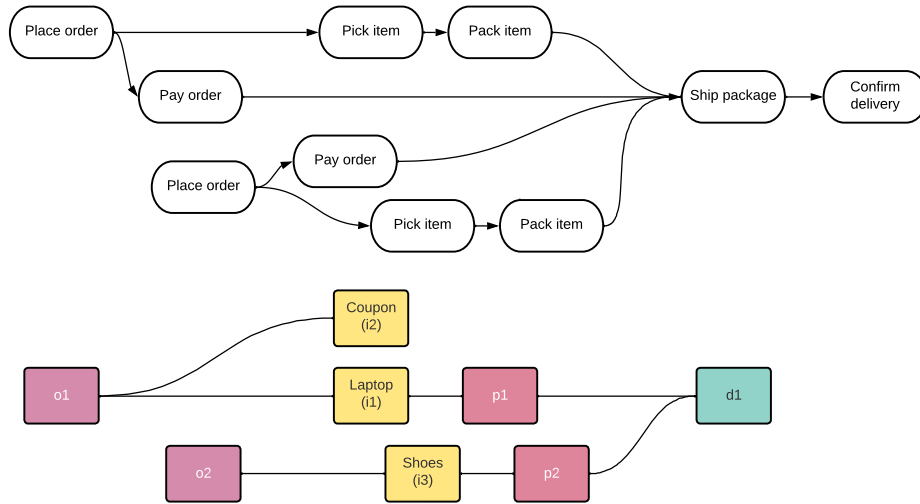 Place order
Pick item
Pack item
Pay order
Ship package
Confirm
delivery
Pay order
Place order
Pick item
Pack item
Coupon
(i2)
o1
Laptop
(i1)
p1
d1
o2
Shoes
(i3)
p2